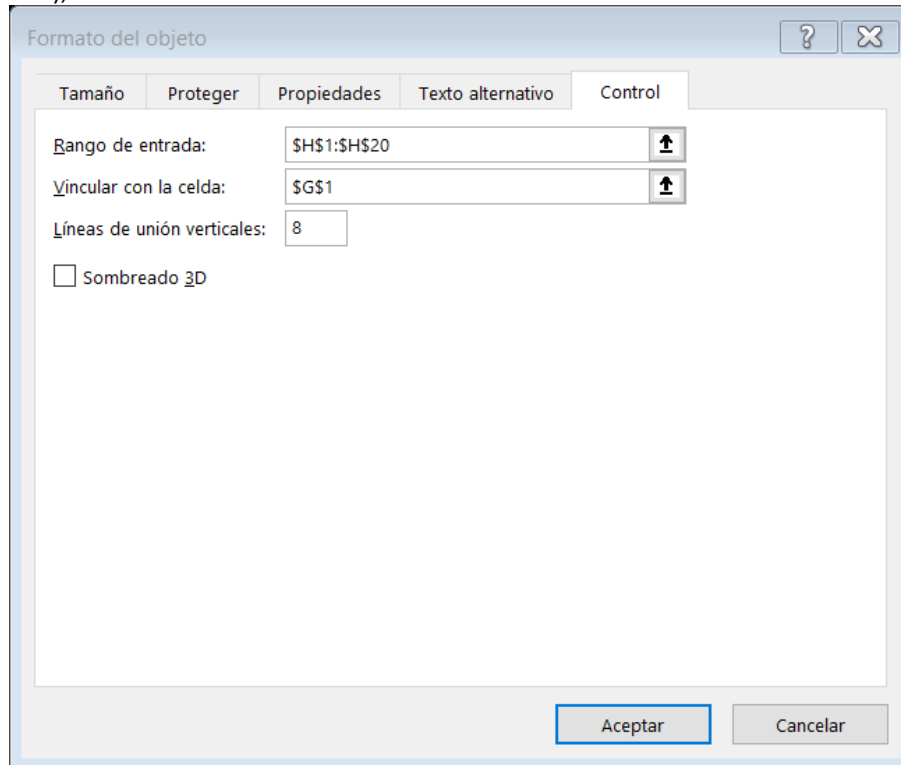 Formato del objeto
Tamaño Proteger Propiedades Texto alternativo Control
Rango de entrada: $H$1:$H$20
Vincular con la celda: $G$1
Líneas de unión verticales: 8
Sombreado 3D
Aceptar Cancelar